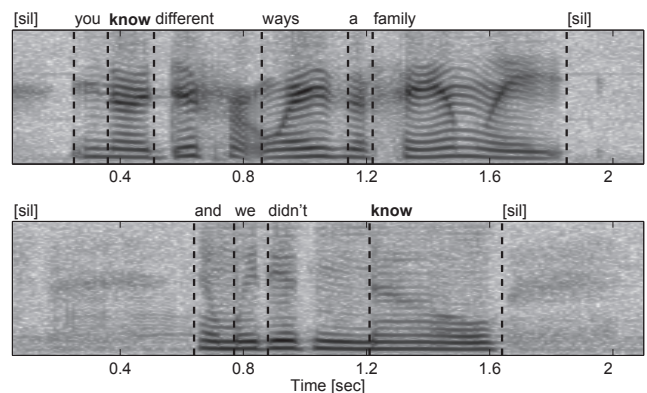 [sil] you know different ways a family [sil]
0.4 0.8 1.2 1.6 2
[sil] and we didn't know [sil]
0.4 0.8 1.2 1.6 2
Time [sec]